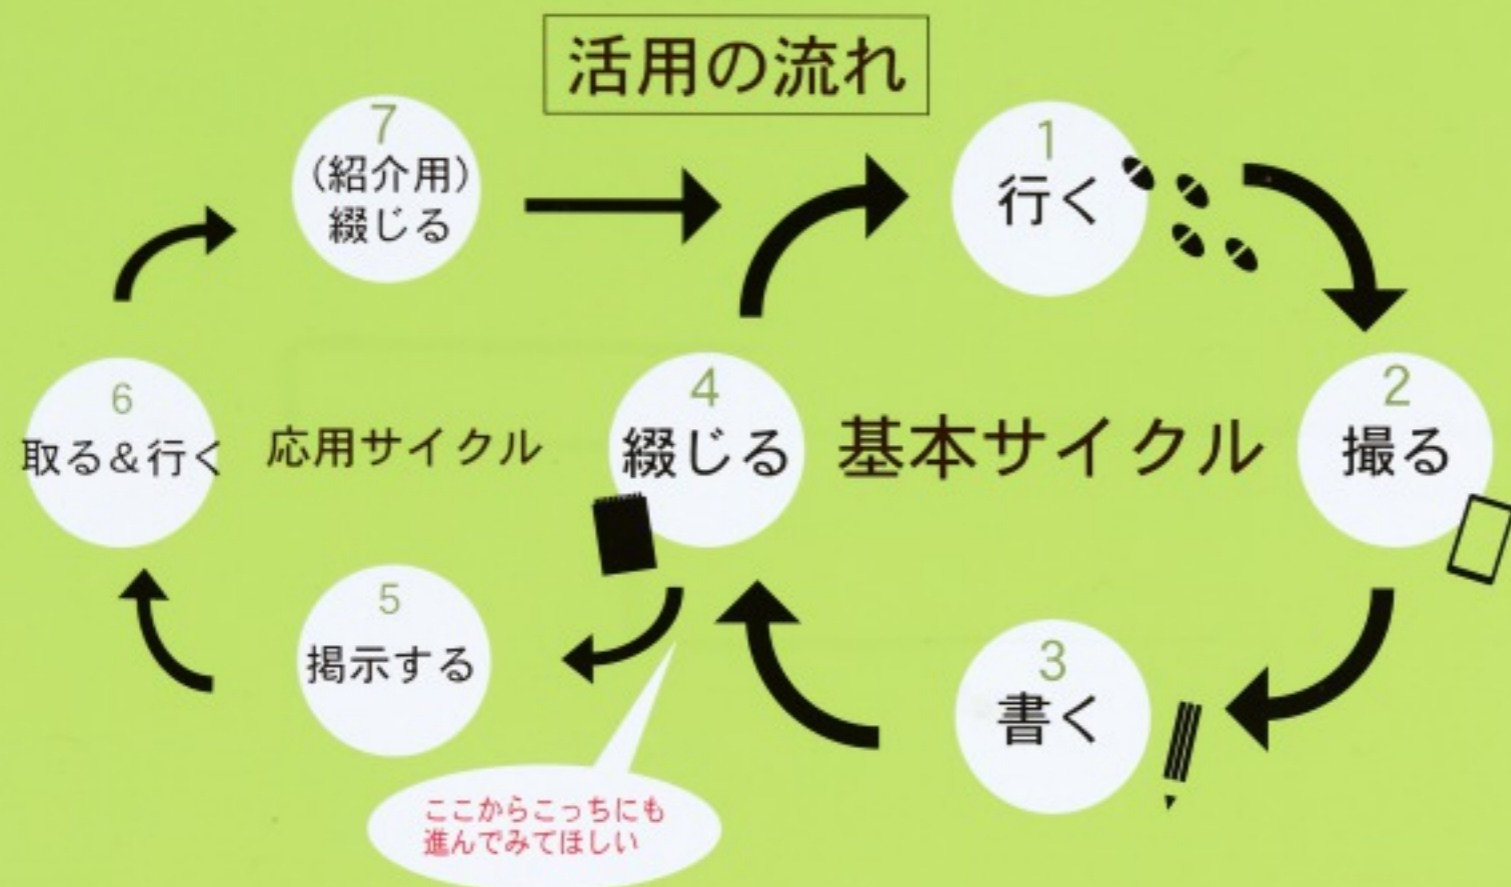 活用の流れ
1
行く
2
撮る
3
書く
4
綴じる
基本サイクル
5
掲示する
6
取る&行く
7
(紹介用)
綴じる
応用サイクル
ここからこっちにも
進んでみてほしい